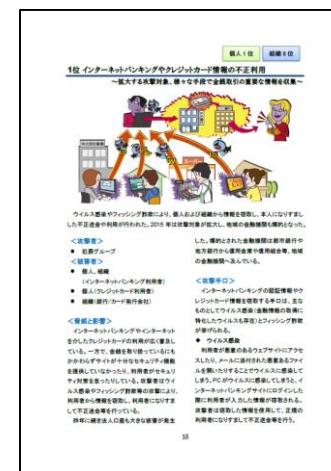 個人1位 組織8位
1位 インターネットバンキングやクレジットカード情報の不正利用
～拡大する攻撃対象、様々な手段で金銭取引の重要な情報を収集～
スーパー
ウイルス感染やフィッシング詐欺により、個人および組織から情報を窃取し、本人になりすま
した不正送金や利用が行われた。2015 年は攻撃対象が拡大し、地域の金融機関も標的となった。
＜攻撃者＞
● 犯罪グループ
＜被害者＞
● 個人、組織
（インターネットバンキング利用者）
● 個人（クレジットカード利用者）
● 組織（銀行/カード発行会社）
＜脅威と影響＞
インターネットバンキングやインターネット
を介したクレジットカードの利用が広く普及し
ている。一方で、金銭を取り扱っているにも
かかわらずサイトが十分なセキュリティ機能
を提供していなかったり、利用者がセキュリ
ティ対策を怠ったりしている。攻撃者はウイ
ルス感染やフィッシング詐欺等の攻撃により、
利用者から情報を窃取し、利用者になりすま
して不正送金等を行っている。
昨年に続き法人口座も大きな被害が発生
した。標的とされた金融機関は都市銀行や
地方銀行から信用金庫や信用組合等、地域
の金融機関へ及んでいる。
＜攻撃手口＞
インターネットバンキングの認証情報やク
レジットカード情報を窃取する手口は、主な
ものとしてウイルス感染（金融情報の取得に
特化したウイルスも存在）とフィッシング詐欺
が挙げられる。
◆ ウイルス感染
利用者が悪意のあるウェブサイトにアクセ
スしたり、メールに添付された悪意あるファイ
ルを開いたりすることでウイルスに感染して
しまう。PC がウイルスに感染してしまうと、イ
ンターネットバンキングサイトにログインした
際に利用者が入力した情報が窃取される。
攻撃者は窃取した情報を使用して、正規の
利用者になりすまして不正送金等を行う。
18